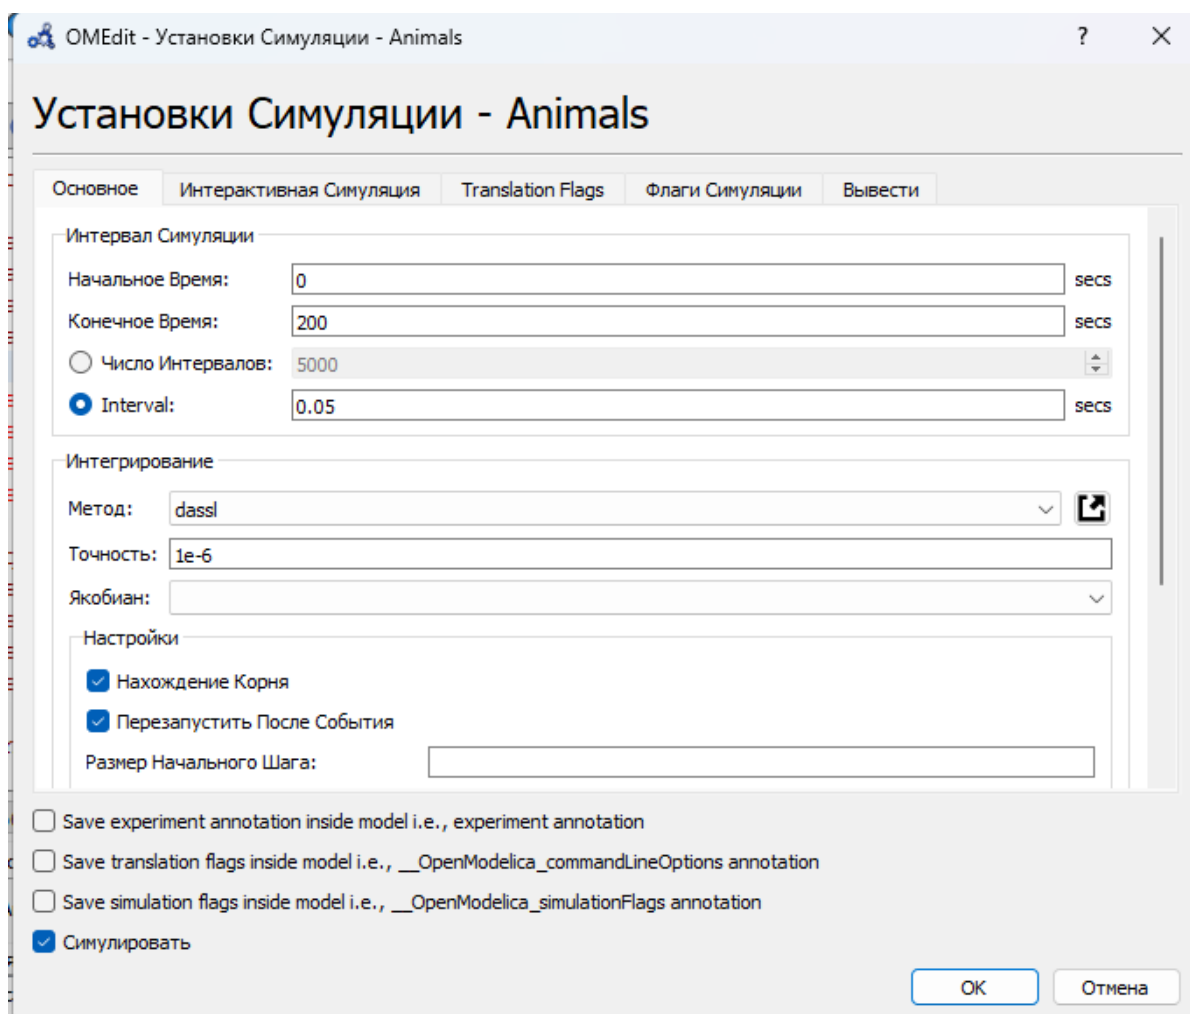 OMEdit - Установки Симуляции - Animals ?
Установки Симуляции - Animals
Основное Интерактивная Симуляция Translation Flags Флаги Симуляции Вывести
Интервал Симуляции
Начальное Время: 0 secs
Конечное Время: 200 secs
Число Интервалов: 5000
Interval: 0.05 secs
Интегрирование
Метод: dassl
Точность: 1e-6
Якобиан:
Настройки
Нахождение Корня
Перезапустить После События
Размер Начального Шага:
Save experiment annotation inside model i.e., experiment annotation
Save translation flags inside model i.e., __OpenModelica_commandLineOptions annotation
Save simulation flags inside model i.e., __OpenModelica_simulationFlags annotation
Симулировать
OK Отмена